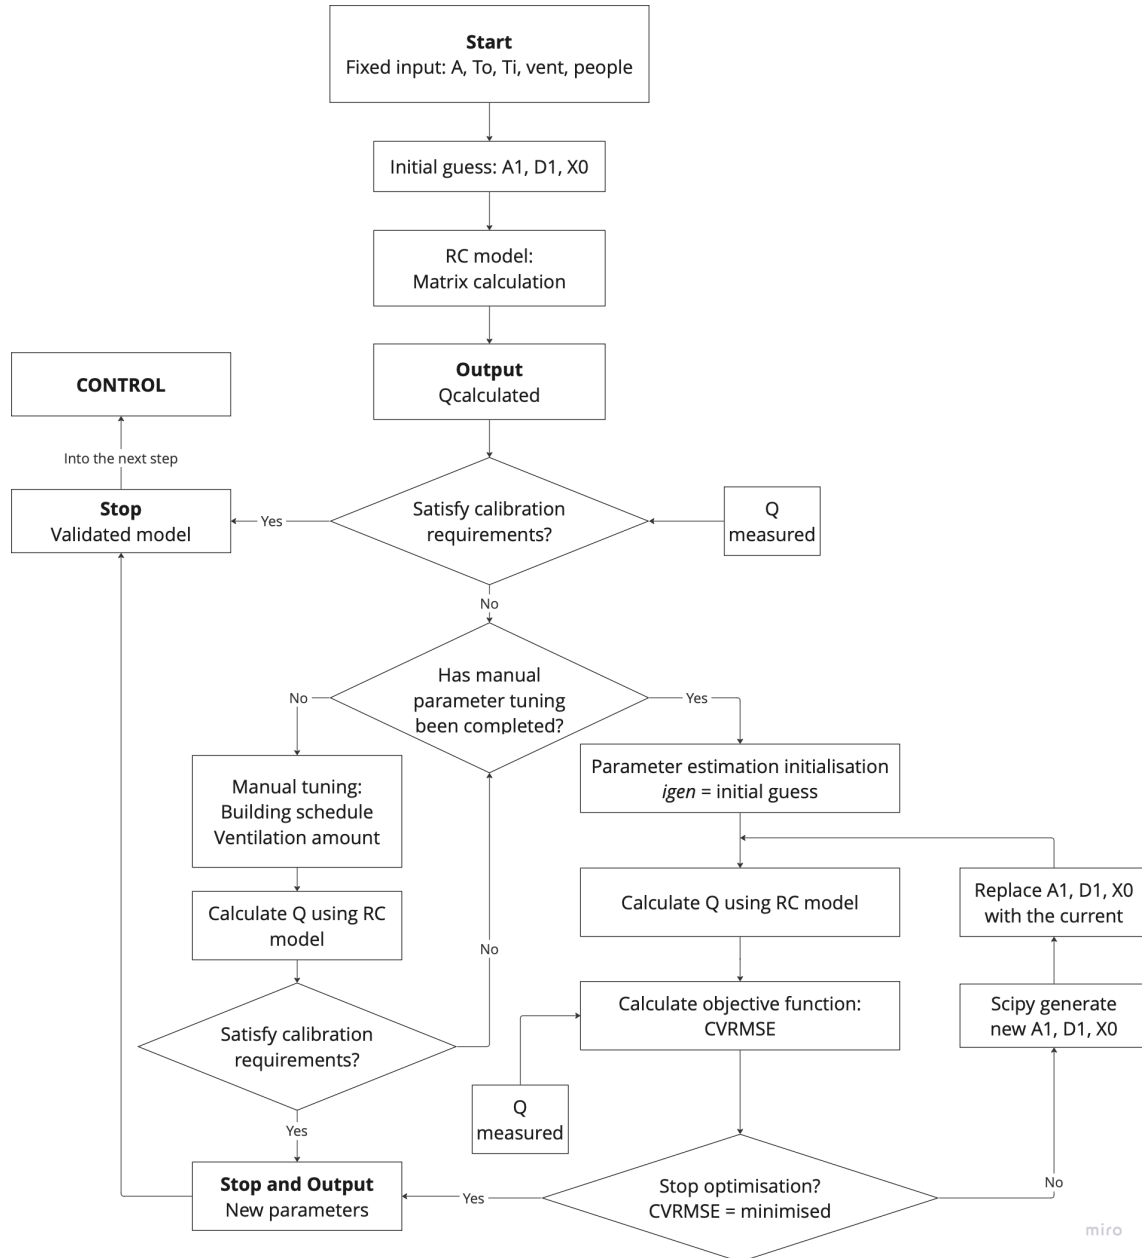 Start
Fixed input: A, To, Ti, vent, people
Initial guess: A1, D1, X0
RC model:
Matrix calculation
Output
Qcalculated
CONTROL
Into the next step
Stop
Validated model
Yes
Satisfy calibration
requirements?
Q
measured
No
Has manual
parameter tuning
been completed?
No
Yes
Manual tuning:
Building schedule
Ventilation amount
Parameter estimation initialisation
igen = initial guess
Calculate Q using RC
model
No
Calculate Q using RC model
Replace A1, D1, X0
with the current
Satisfy calibration
requirements?
Calculate objective function:
CVRMSE
Scipy generate
new A1, D1, X0
Q
measured
Yes
Stop and Output
New parameters
Yes
Stop optimisation?
CVRMSE = minimised
No
miro